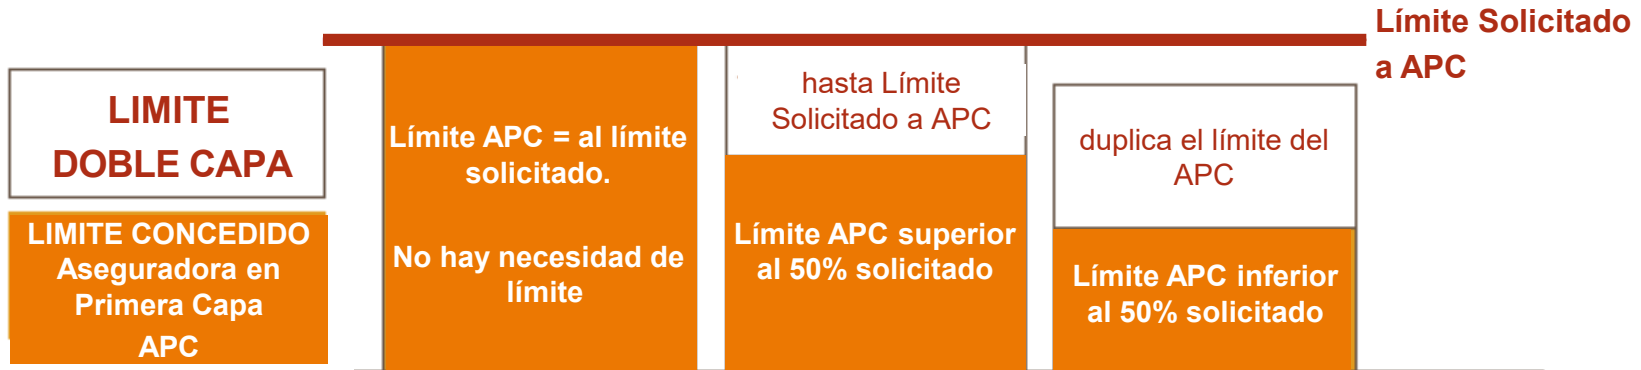 Límite Solicitado
a APC
LIMITE
DOBLE CAPA
LIMITE CONCEDIDO
Aseguradora en
Primera Capa
APC
Límite APC = al límite
solicitado.
No hay necesidad de
límite
hasta Límite
Solicitado a APC
Límite APC superior
al 50% solicitado
duplica el límite del
APC
Límite APC inferior
al 50% solicitado